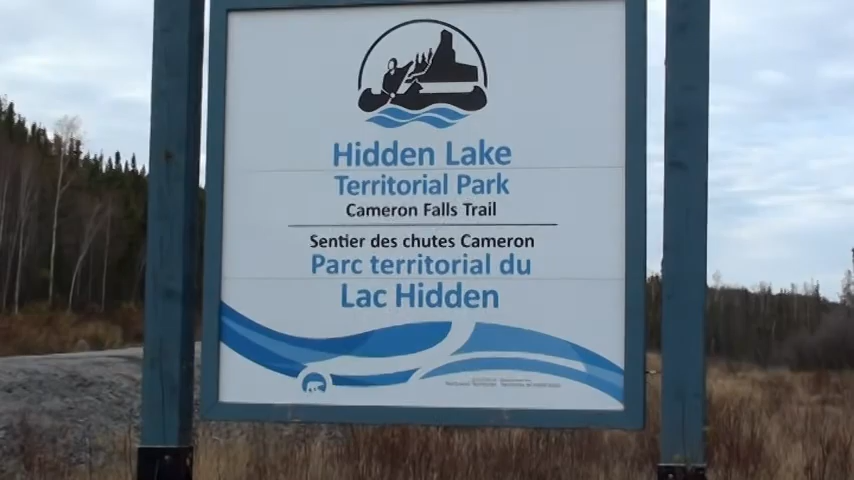 Hidden Lake
Territorial Park
Cameron Falls Trail
Sentier des chutes Cameron
Parc territorial du
Lac Hidden